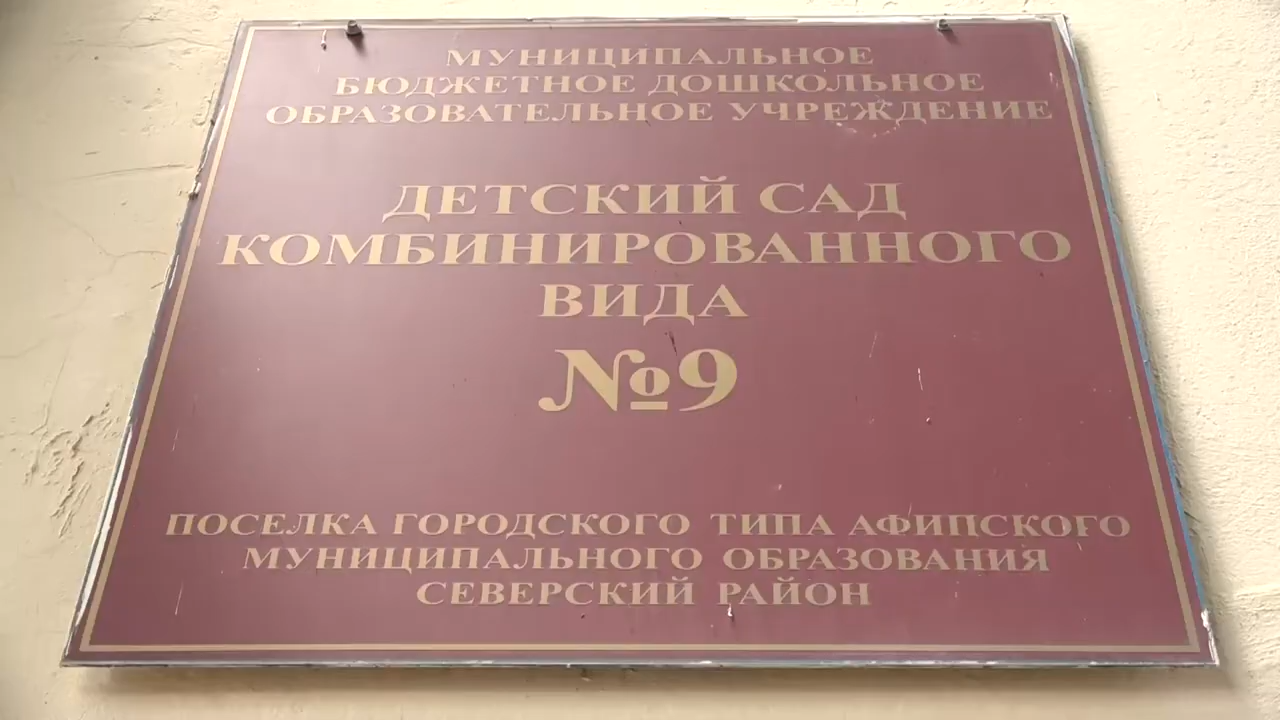 МУНИЦИПАЛЬНОЕ
БЮДЖЕТНОЕ ДОШКОЛЬНОЕ
ОБРАЗОВАТЕЛЬНОЕ УЧРЕЖДЕНИЕ
ДЕТСКИЙ САД
КОМБИНИРОВАННОГО
ВИДА
№9
ПОСЕЛКА ГОРОДСКОГО ТИПА АФИПСКОГО
МУНИЦИПАЛЬНОГО ОБРАЗОВАНИЯ
СЕВЕРСКИЙ РАЙОН